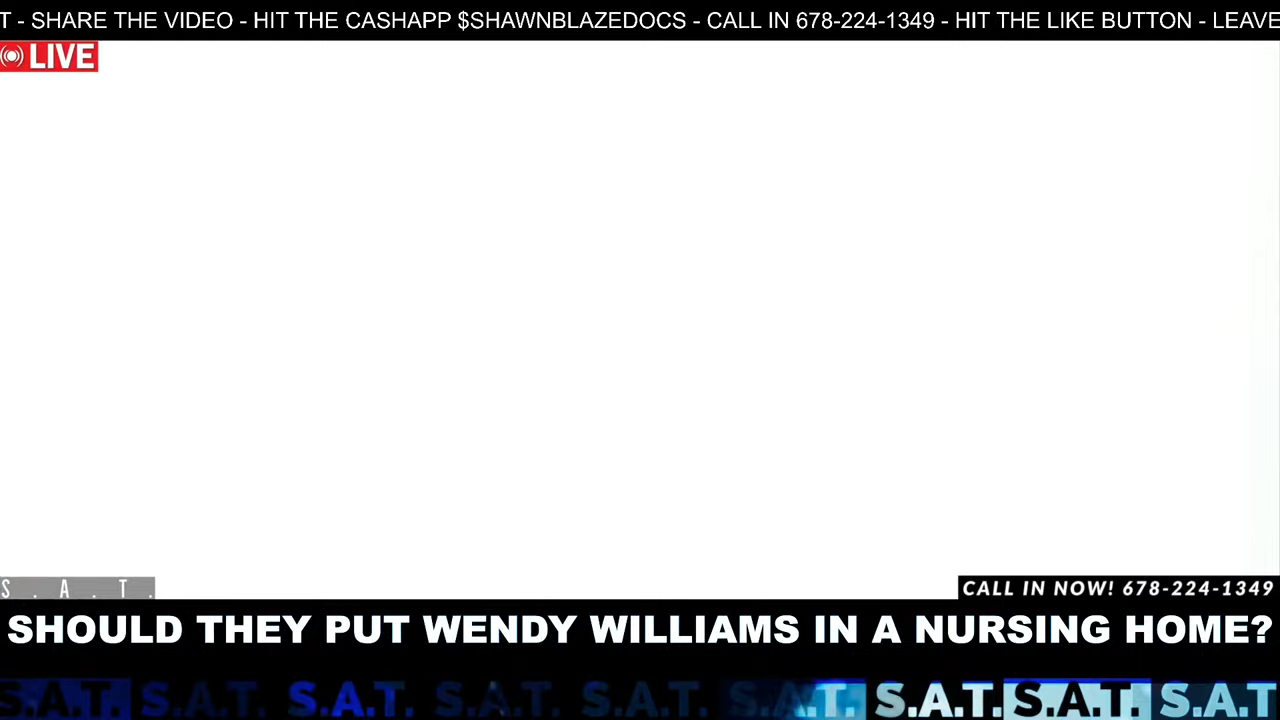 T - SHARE THE VIDEO - HIT THE CASHAPP $SHAWNBLAZEDOCS - CALL IN 678-224-1349 - HIT THE LIKE BUTTON - LEAVE
LIVE
S.A.T.
CALL IN NOW! 678-224-1349
SHOULD THEY PUT WENDY WILLIAMS IN A NURSING HOME?
S.A.T. S.A.T. S.A.T. S.A.T. S.A.T. S.A.T. S.A.T. S.A.T. S.A.T